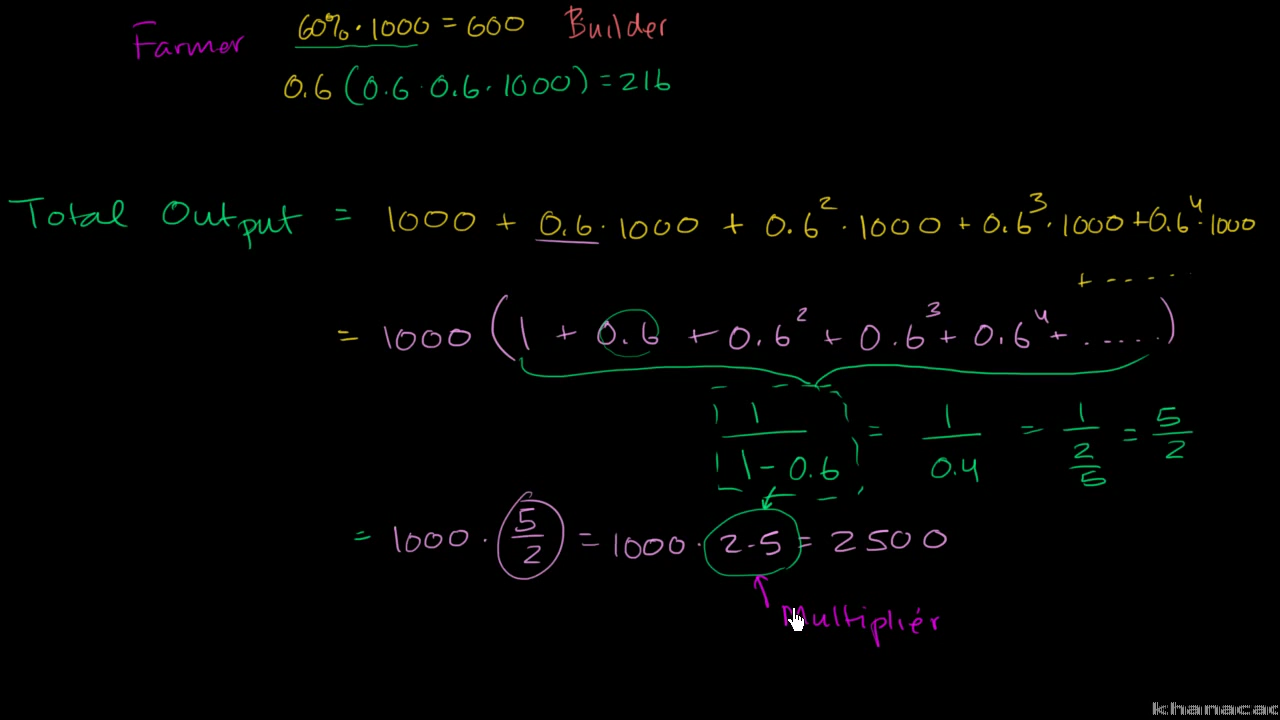 Farmer 60%·1000 = 600 Builder
0.6 (0.6·0.6·1000) = 216
Total Output = 1000 + 0.6·1000 + 0.6²·1000 + 0.6³·1000 + 0.6⁴·1000
+ - - - - -
= 1000 (1 + 0.6 + 0.6² + 0.6³ + 0.6⁴ + .....)
1/(1-0.6) = 1/0.4 = 1/(2/5) = 5/2
= 1000 · 5/2 = 1000 · 2.5 = 2500
Multiplier
khanacad